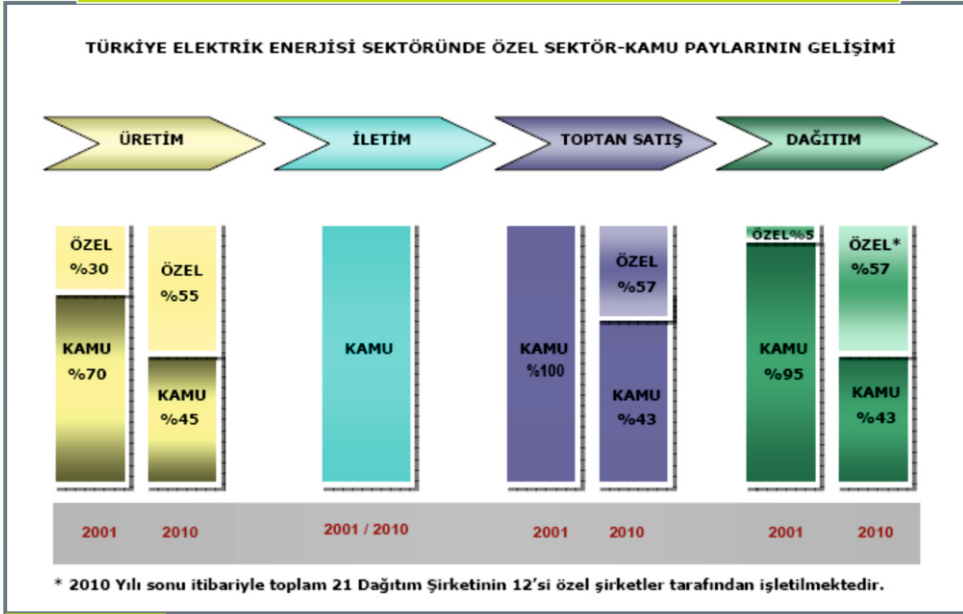 TÜRKİYE ELEKTRİK ENERJİSİ SEKTÖRÜNDE ÖZEL SEKTÖR-KAMU PAYLARININ GELİŞİMİ
ÜRETİM
İLETİM
TOPTAN SATIŞ
DAĞITIM
ÖZEL
%30
KAMU
%70
ÖZEL
%55
KAMU
%45
KAMU
KAMU
%100
ÖZEL
%57
KAMU
%43
ÖZEL%5
KAMU
%95
ÖZEL*
%57
KAMU
%43
2001
2010
2001 / 2010
2001
2010
2001
2010
* 2010 Yılı sonu itibariyle toplam 21 Dağıtım Şirketinin 12’si özel şirketler tarafından işletilmektedir.